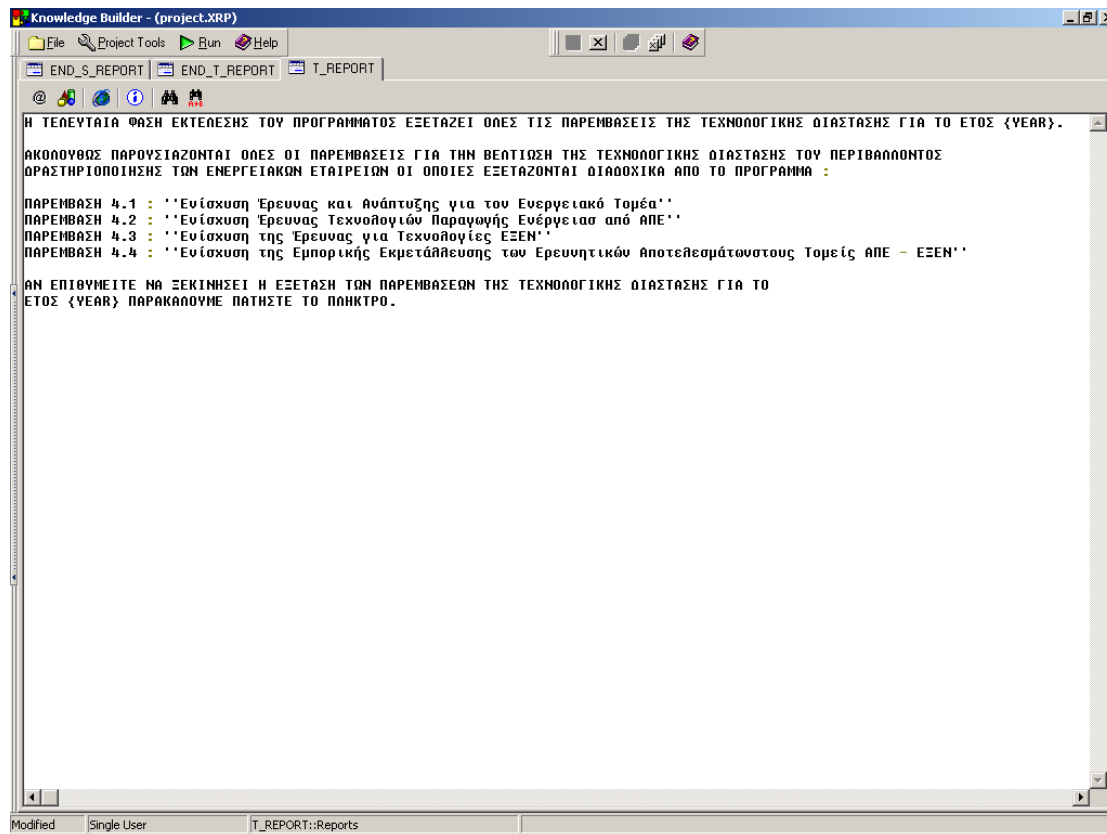 Knowledge Builder - (project.XRP)
File Project Tools Run Help
END_S_REPORT END_T_REPORT T_REPORT
Η ΤΕΛΕΥΤΑΙΑ ΦΑΣΗ ΕΚΤΕΛΕΣΗΣ ΤΟΥ ΠΡΟΓΡΑΜΜΑΤΟΣ ΕΞΕΤΑΖΕΙ ΟΛΕΣ ΤΙΣ ΠΑΡΕΜΒΑΣΕΙΣ ΤΗΣ ΤΕΧΝΟΛΟΓΙΚΗΣ ΔΙΑΣΤΑΣΗΣ ΓΙΑ ΤΟ ΕΤΟΣ {YEAR}.
ΑΚΟΛΟΥΘΩΣ ΠΑΡΟΥΣΙΑΖΟΝΤΑΙ ΟΛΕΣ ΟΙ ΠΑΡΕΜΒΑΣΕΙΣ ΓΙΑ ΤΗΝ ΒΕΛΤΙΩΣΗ ΤΗΣ ΤΕΧΝΟΛΟΓΙΚΗΣ ΔΙΑΣΤΑΣΗΣ ΤΟΥ ΠΕΡΙΒΑΛΛΟΝΤΟΣ
ΔΡΑΣΤΗΡΙΟΠΟΙΗΣΗΣ ΤΩΝ ΕΝΕΡΓΕΙΑΚΩΝ ΕΤΑΙΡΕΙΩΝ ΟΙ ΟΠΟΙΕΣ ΕΞΕΤΑΖΟΝΤΑΙ ΔΙΑΔΟΧΙΚΑ ΑΠΟ ΤΟ ΠΡΟΓΡΑΜΜΑ :
ΠΑΡΕΜΒΑΣΗ 4.1 : ''Ενίσχυση Έρευνας και Ανάπτυξης για τον Ενεργειακό Τομέα''
ΠΑΡΕΜΒΑΣΗ 4.2 : ''Ενίσχυση Έρευνας Τεχνολογιών Παραγωγής Ενέργειασ από ΑΠΕ''
ΠΑΡΕΜΒΑΣΗ 4.3 : ''Ενίσχυση της Έρευνας για Τεχνολογίες ΕΞΕΝ''
ΠΑΡΕΜΒΑΣΗ 4.4 : ''Ενίσχυση της Εμπορικής Εκμετάλλευσης των Ερευνητικών Αποτελεσμάτωνστους Τομείς ΑΠΕ - ΕΞΕΝ''
ΑΝ ΕΠΙΘΥΜΕΙΤΕ ΝΑ ΞΕΚΙΝΗΣΕΙ Η ΕΞΕΤΑΣΗ ΤΩΝ ΠΑΡΕΜΒΑΣΕΩΝ ΤΗΣ ΤΕΧΝΟΛΟΓΙΚΗΣ ΔΙΑΣΤΑΣΗΣ ΓΙΑ ΤΟ
ΕΤΟΣ {YEAR} ΠΑΡΑΚΑΛΟΥΜΕ ΠΑΤΗΣΤΕ ΤΟ ΠΛΗΚΤΡΟ.
Modified Single User T_REPORT::Reports